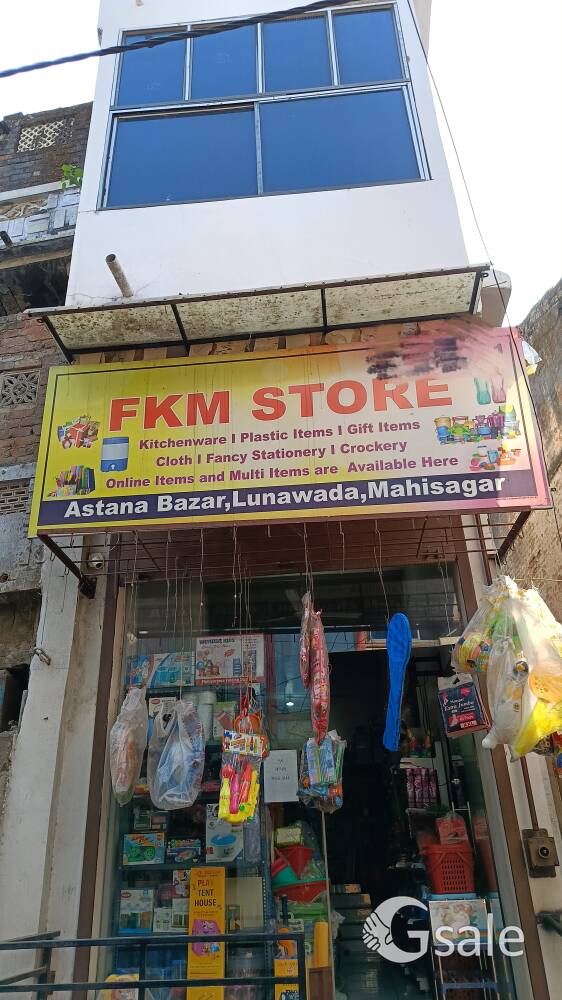 FKM STORE
Kitchenware I Plastic Items I Gift Items
Cloth I Fancy Stationery I Crockery
Online Items and Multi Items are Available Here
Astana Bazar,Lunawada,Mahisagar
PLAY
TENT
HOUSE
Gsale